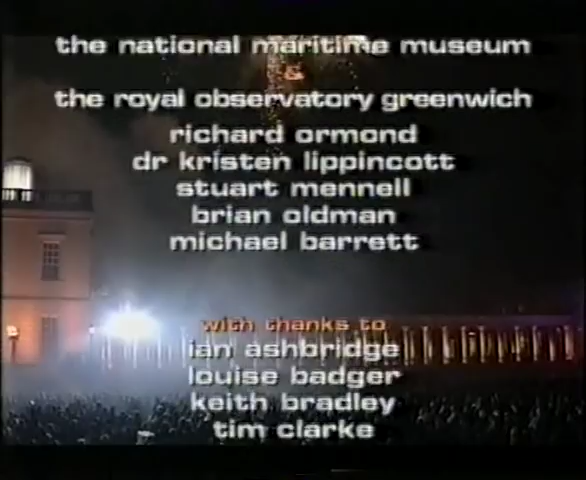 the national maritime museum
&
the royal observatory greenwich
richard ormond
dr kristen lippincott
stuart mennell
brian oldman
michael barrett
with thanks to
ian ashbridge
louise badger
keith bradley
tim clarke